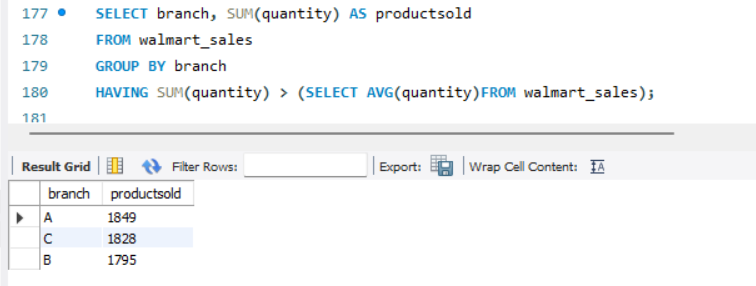 177 SELECT branch, SUM(quantity) AS productsold
178 FROM walmart_sales
179 GROUP BY branch
180 HAVING SUM(quantity) > (SELECT AVG(quantity)FROM walmart_sales);
181
Result Grid Filter Rows: Export: Wrap Cell Content: IA
branch productsold
A 1849
C 1828
B 1795